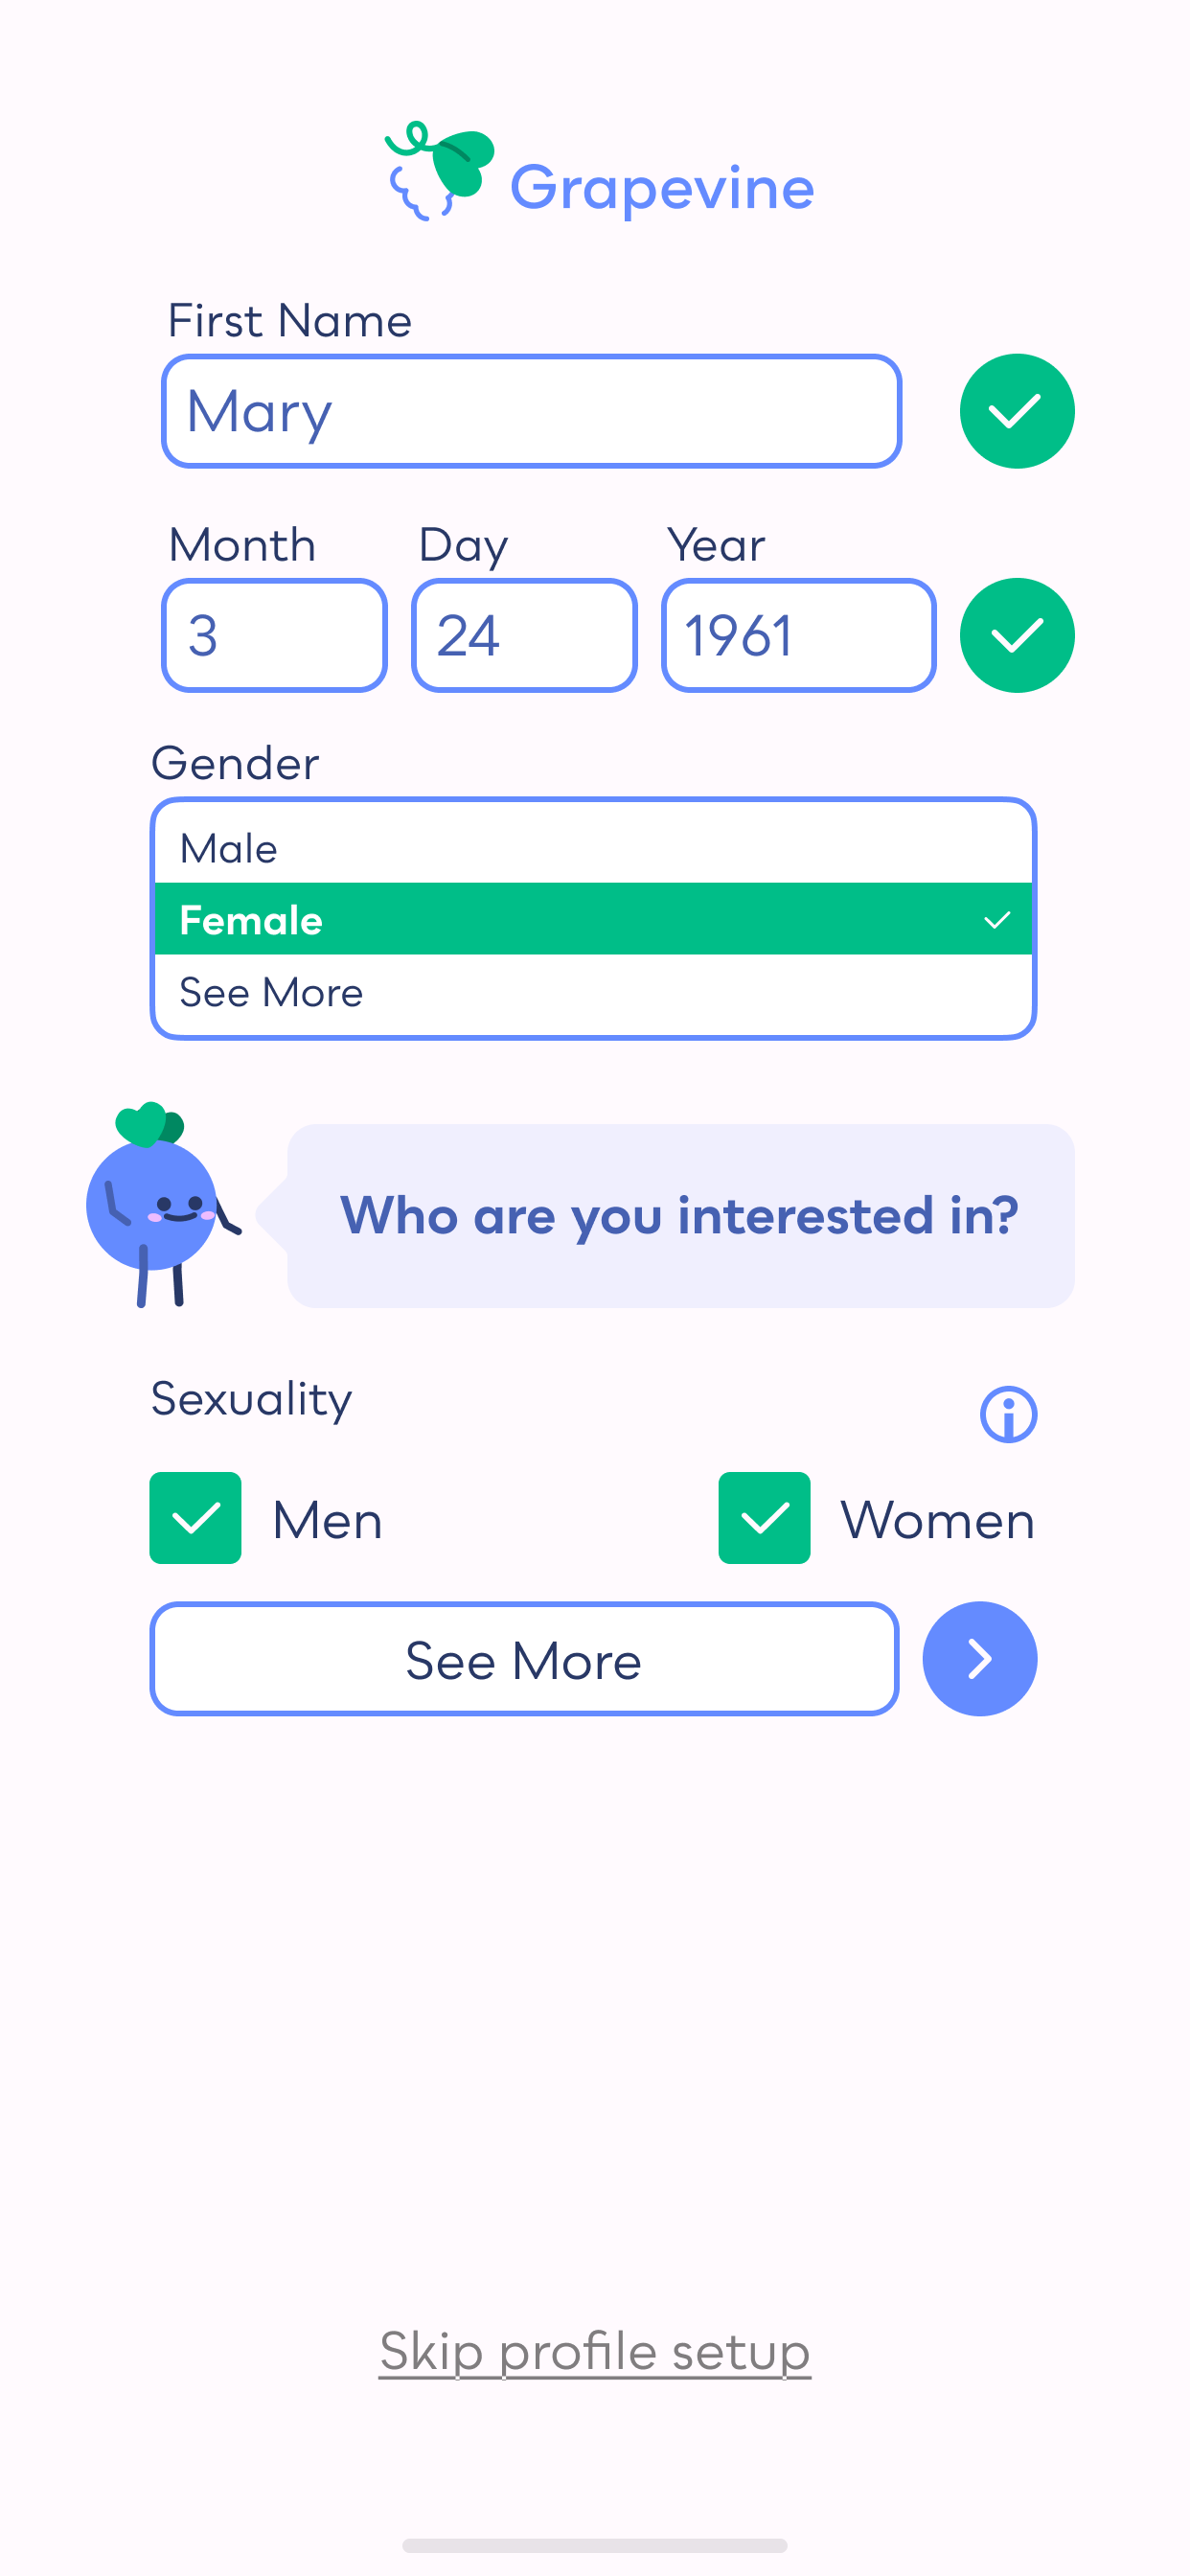 Grapevine
First Name
Mary
Month Day Year
3 24 1961
Gender
Male
Female
See More
Who are you interested in?
Sexuality
Men Women
See More
Skip profile setup